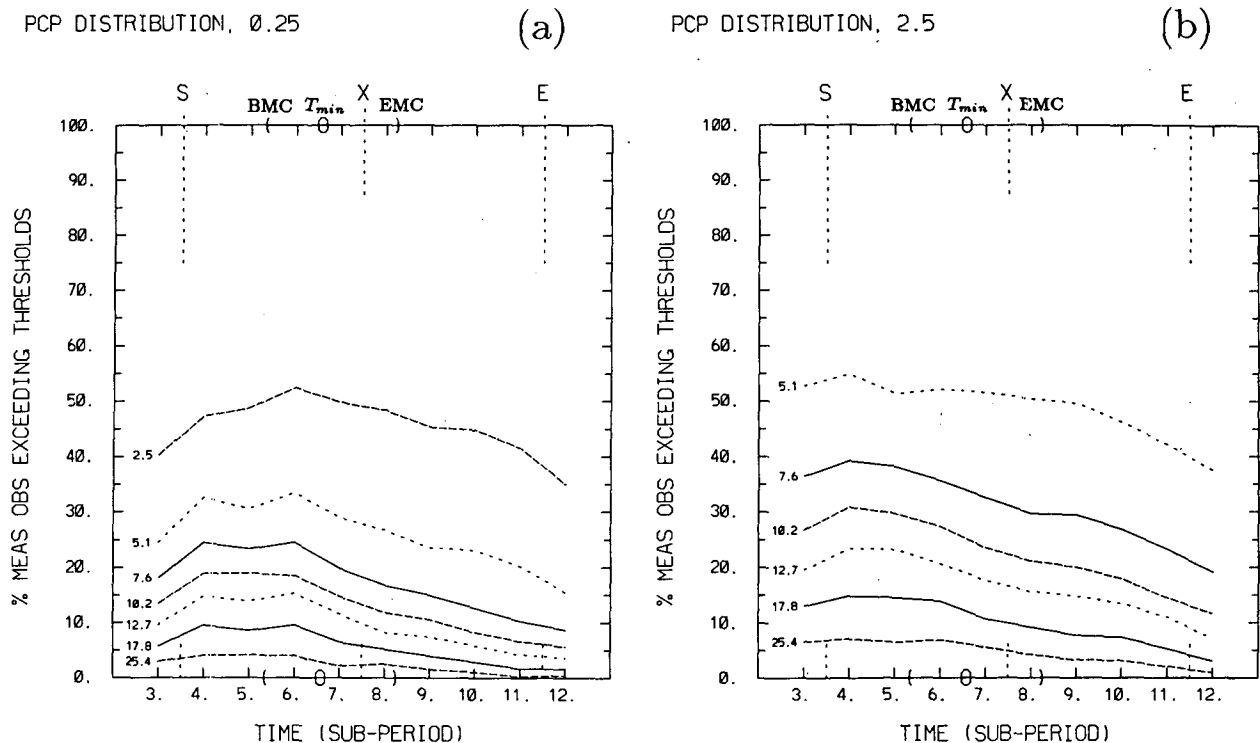 PCP DISTRIBUTION, 0.25
(a)
S
BMC T_min X EMC
E
100.
90.
80.
70.
60.
50.
40.
30.
20.
10.
0.
% MEAS OBS EXCEEDING THRESHOLDS
2.5
5.1
7.6
10.2
12.7
17.8
25.4
3. 4. 5. 6. 7. 8. 9. 10. 11. 12.
TIME (SUB-PERIOD)
PCP DISTRIBUTION, 2.5
(b)
S
BMC T_min X EMC
E
100.
90.
80.
70.
60.
50.
40.
30.
20.
10.
0.
% MEAS OBS EXCEEDING THRESHOLDS
5.1
7.6
10.2
12.7
17.8
25.4
3. 4. 5. 6. 7. 8. 9. 10. 11. 12.
TIME (SUB-PERIOD)